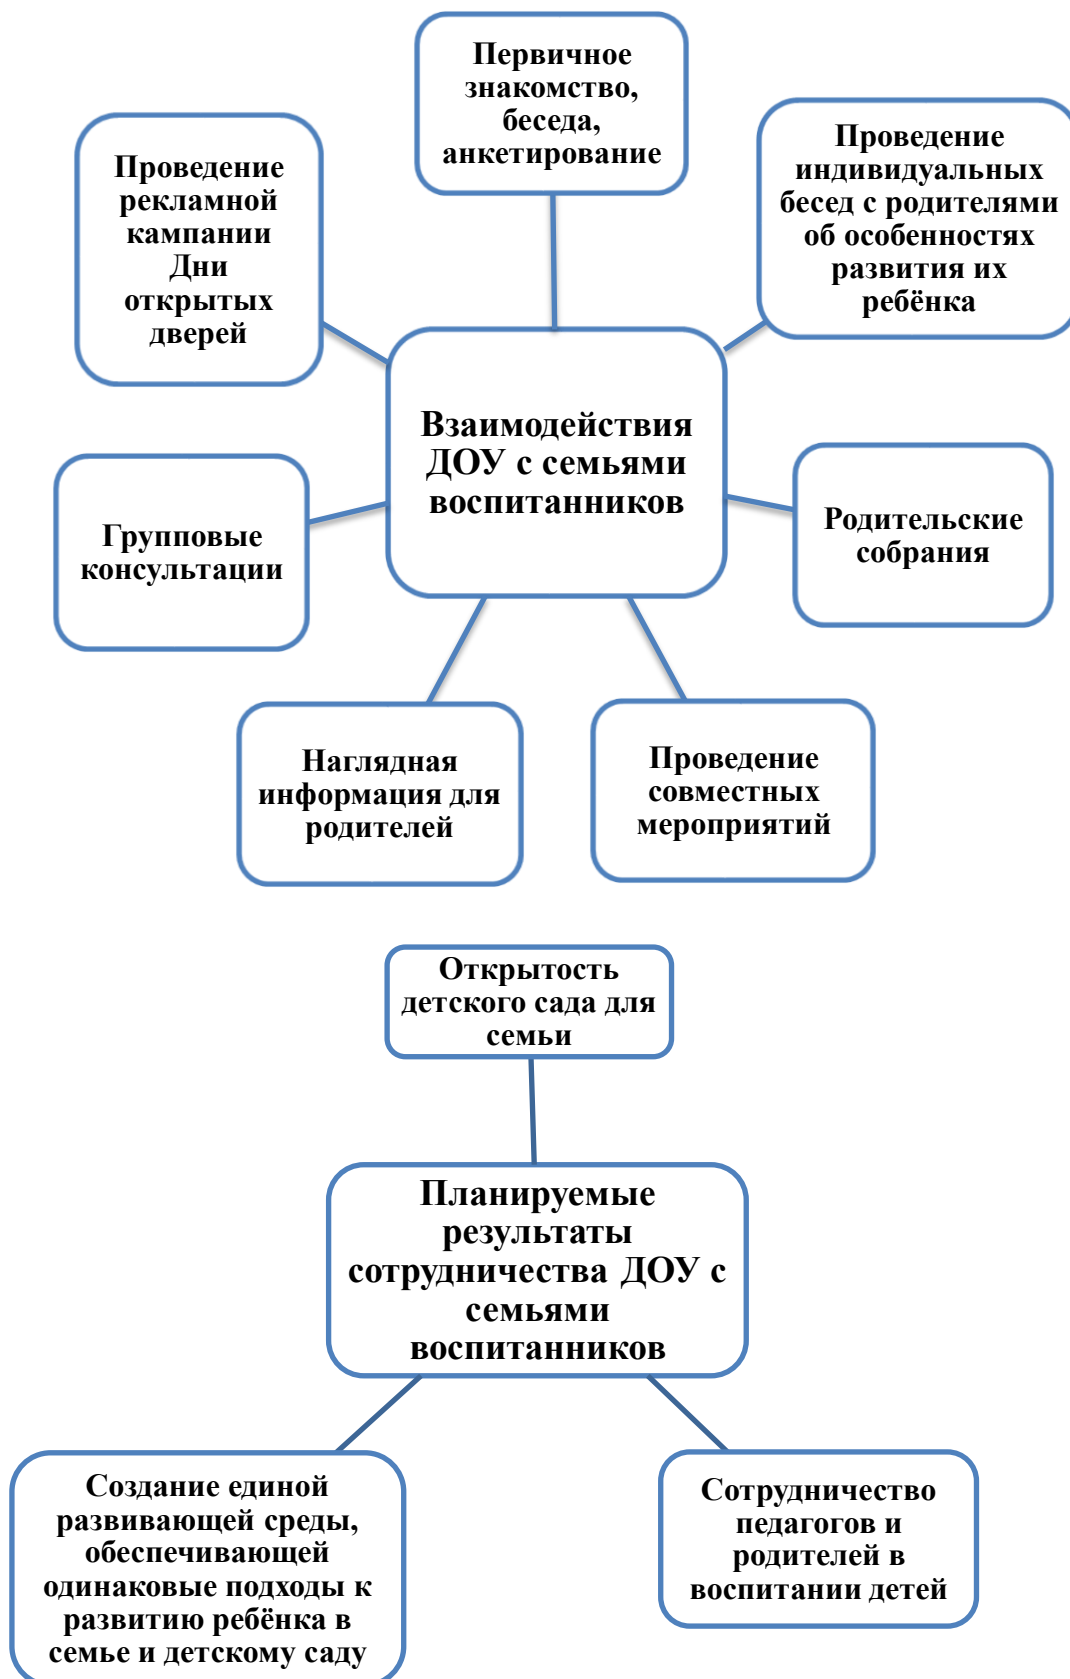 Первичное
знакомство,
беседа,
анкетирование
Проведение
рекламной
кампании
Дни
открытых
дверей
Проведение
индивидуальных
бесед с родителями
об особенностях
развития их
ребёнка
Взаимодействия
ДОУ с семьями
воспитанников
Групповые
консультации
Родительские
собрания
Наглядная
информация для
родителей
Проведение
совместных
мероприятий
Открытость
детского сада для
семьи
Планируемые
результаты
сотрудничества ДОУ с
семьями
воспитанников
Создание единой
развивающей среды,
обеспечивающей
одинаковые подходы к
развитию ребёнка в
семье и детскому саду
Сотрудничество
педагогов и
родителей в
воспитании детей